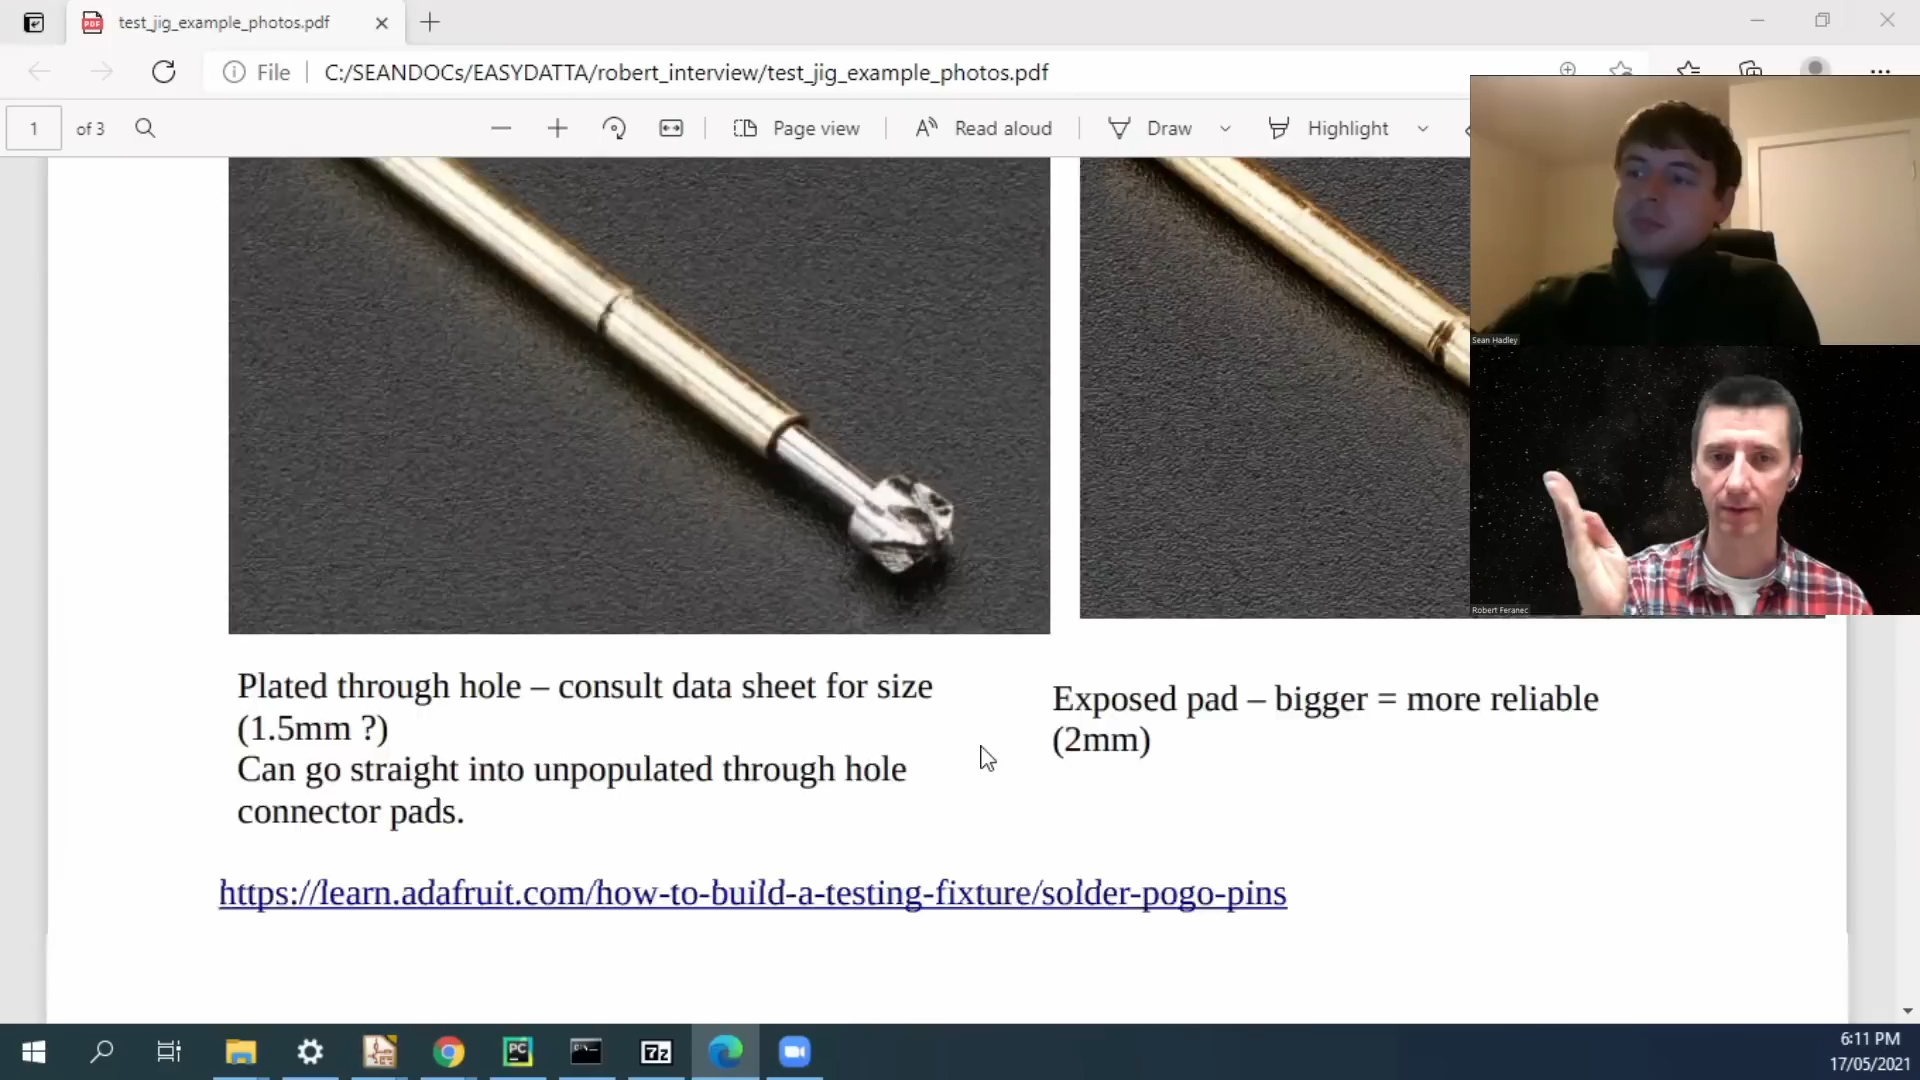 test_jig_example_photos.pdf
File
C:/SEANDOCs/EASYDATTA/robert_interview/test_jig_example_photos.pdf
1 of 3
Page view
Read aloud
Draw
Highlight
Sean Hadley
Robert Feranec
Plated through hole – consult data sheet for size
(1.5mm ?)
Can go straight into unpopulated through hole
connector pads.
Exposed pad – bigger = more reliable
(2mm)
https://learn.adafruit.com/how-to-build-a-testing-fixture/solder-pogo-pins
PC
7z
6:11 PM
17/05/2021